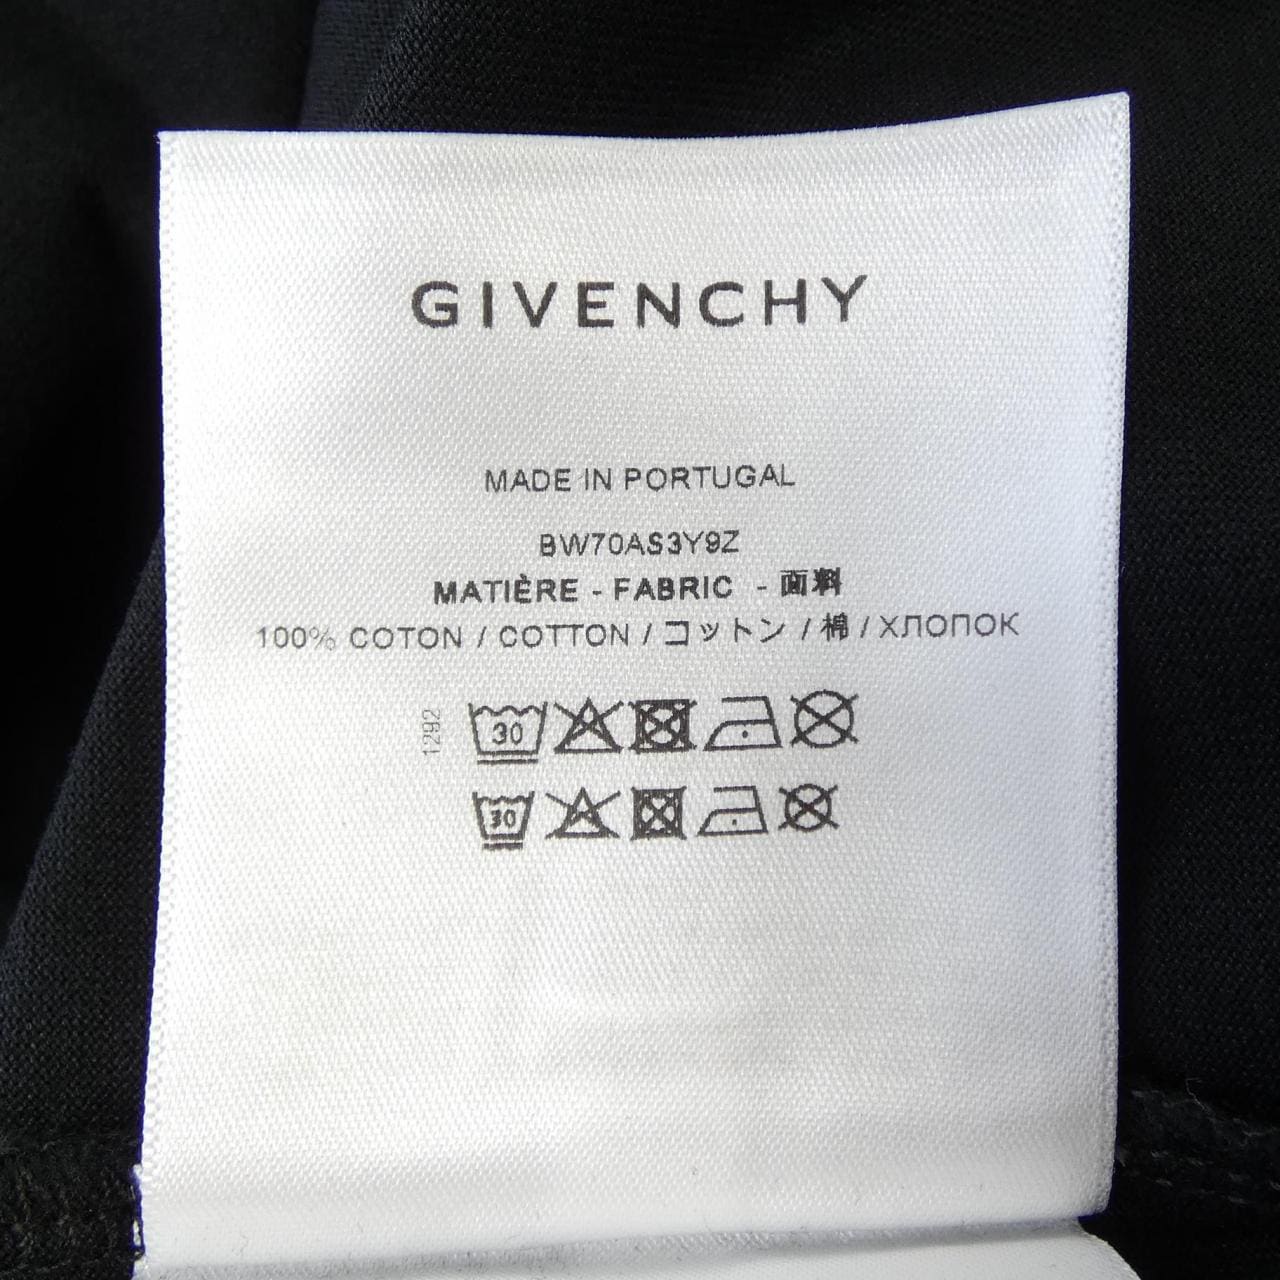 GIVENCHY
MADE IN PORTUGAL
BW70AS3Y9Z
MATIÈRE - FABRIC - 面料
100% COTON / COTTON / コットン / 棉 / ХЛОПОК
1292
30
30